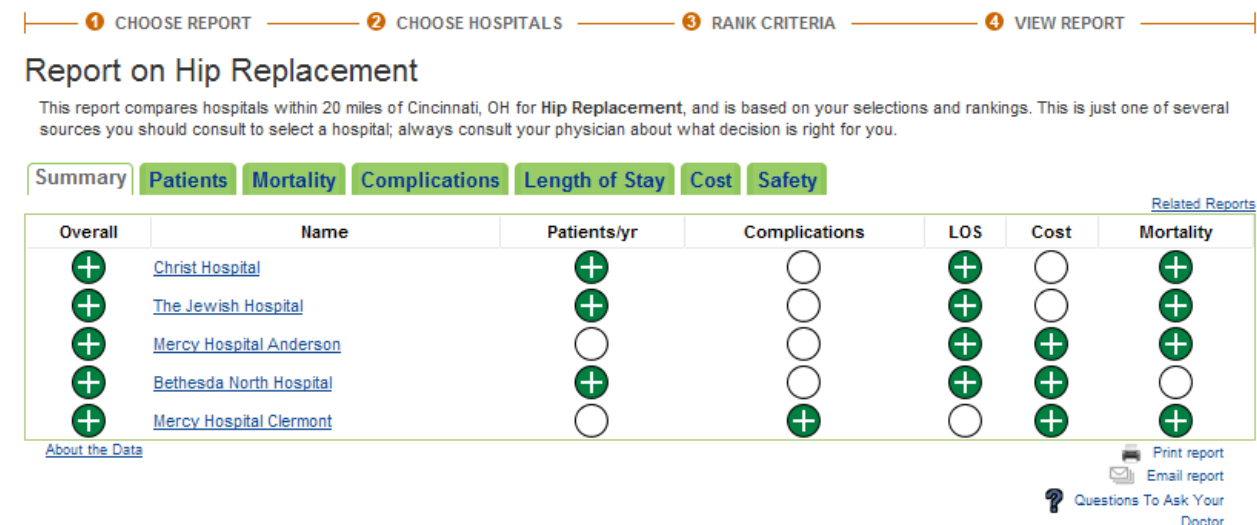 1 CHOOSE REPORT 2 CHOOSE HOSPITALS 3 RANK CRITERIA 4 VIEW REPORT
Report on Hip Replacement
This report compares hospitals within 20 miles of Cincinnati, OH for Hip Replacement, and is based on your selections and rankings. This is just one of several
sources you should consult to select a hospital; always consult your physician about what decision is right for you.
Summary Patients Mortality Complications Length of Stay Cost Safety
Related Reports
Overall Name Patients/yr Complications LOS Cost Mortality
Christ Hospital
The Jewish Hospital
Mercy Hospital Anderson
Bethesda North Hospital
Mercy Hospital Clermont
About the Data
Print report
Email report
Questions To Ask Your
Doctor